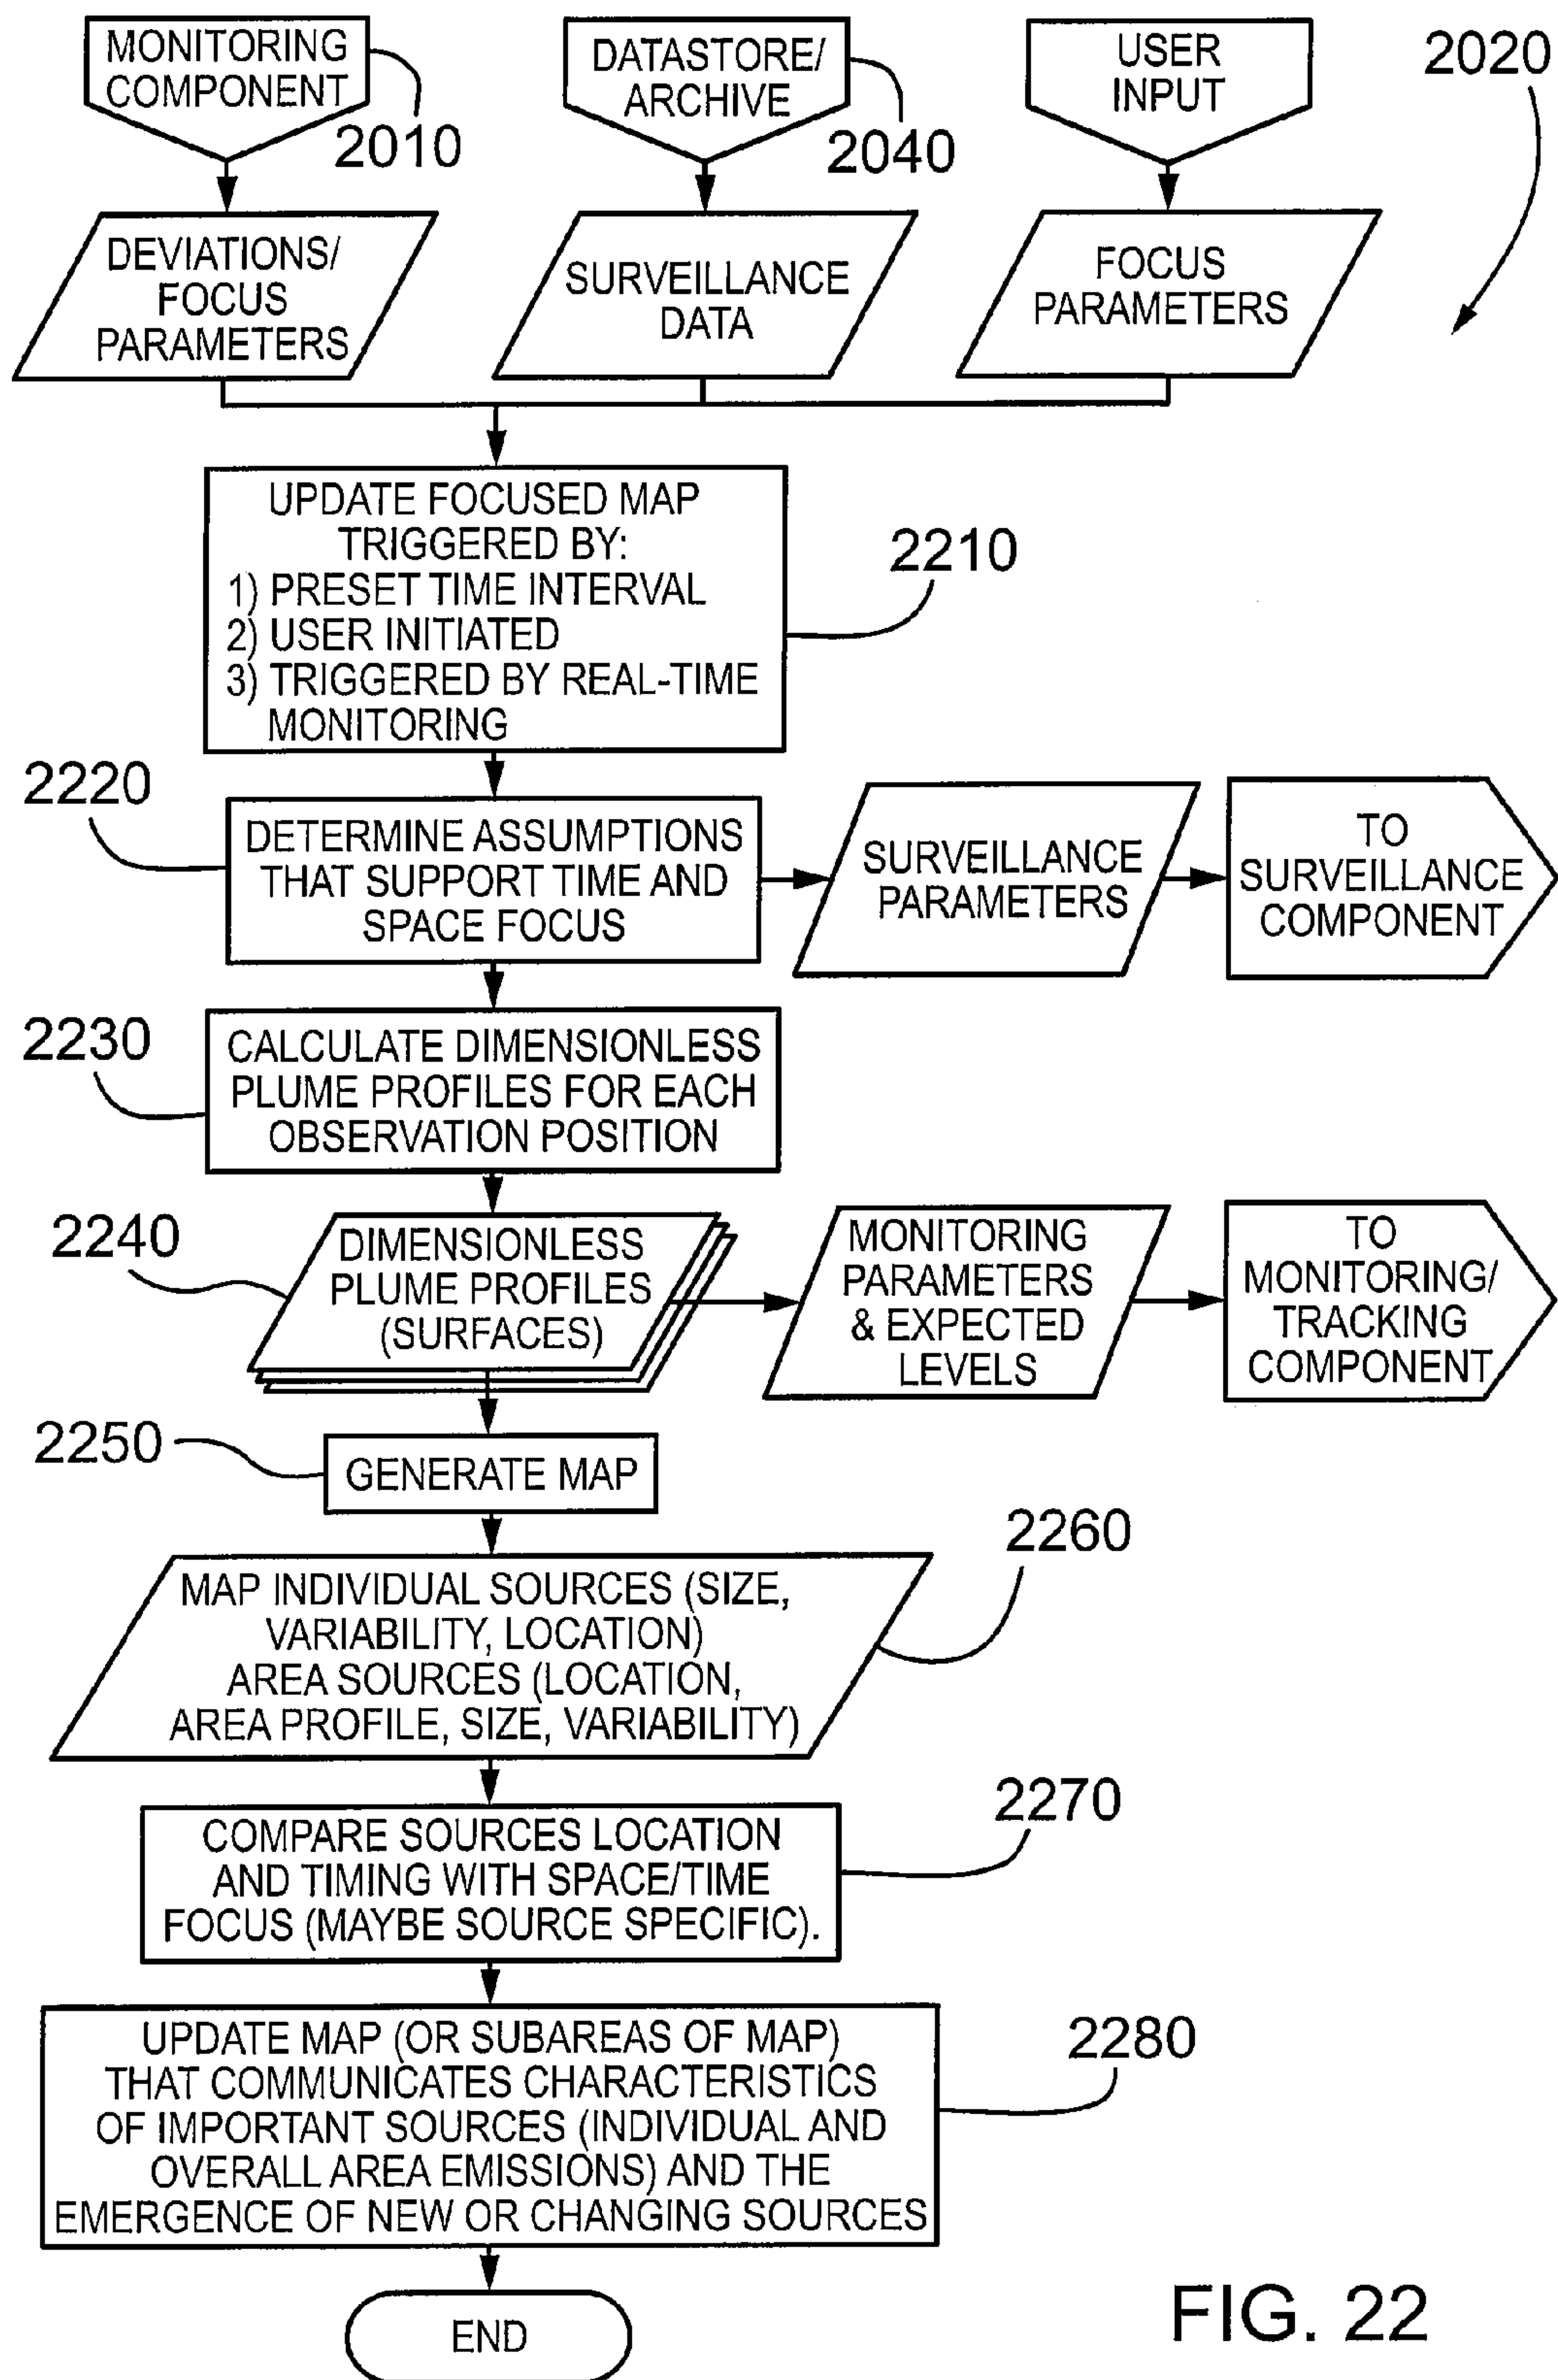 MONITORING
COMPONENT
2010
DATASTORE/
ARCHIVE
2040
USER
INPUT
2020
DEVIATIONS/
FOCUS
PARAMETERS
SURVEILLANCE
DATA
FOCUS
PARAMETERS
UPDATE FOCUSED MAP
TRIGGERED BY:
1) PRESET TIME INTERVAL
2) USER INITIATED
3) TRIGGERED BY REAL-TIME
MONITORING
2210
2220
DETERMINE ASSUMPTIONS
THAT SUPPORT TIME AND
SPACE FOCUS
SURVEILLANCE
PARAMETERS
TO
SURVEILLANCE
COMPONENT
2230
CALCULATE DIMENSIONLESS
PLUME PROFILES FOR EACH
OBSERVATION POSITION
2240
DIMENSIONLESS
PLUME PROFILES
(SURFACES)
MONITORING
PARAMETERS
& EXPECTED
LEVELS
TO
MONITORING/
TRACKING
COMPONENT
2250
GENERATE MAP
2260
MAP INDIVIDUAL SOURCES (SIZE,
VARIABILITY, LOCATION)
AREA SOURCES (LOCATION,
AREA PROFILE, SIZE, VARIABILITY)
2270
COMPARE SOURCES LOCATION
AND TIMING WITH SPACE/TIME
FOCUS (MAYBE SOURCE SPECIFIC).
2280
UPDATE MAP (OR SUBAREAS OF MAP)
THAT COMMUNICATES CHARACTERISTICS
OF IMPORTANT SOURCES (INDIVIDUAL AND
OVERALL AREA EMISSIONS) AND THE
EMERGENCE OF NEW OR CHANGING SOURCES
END
FIG. 22